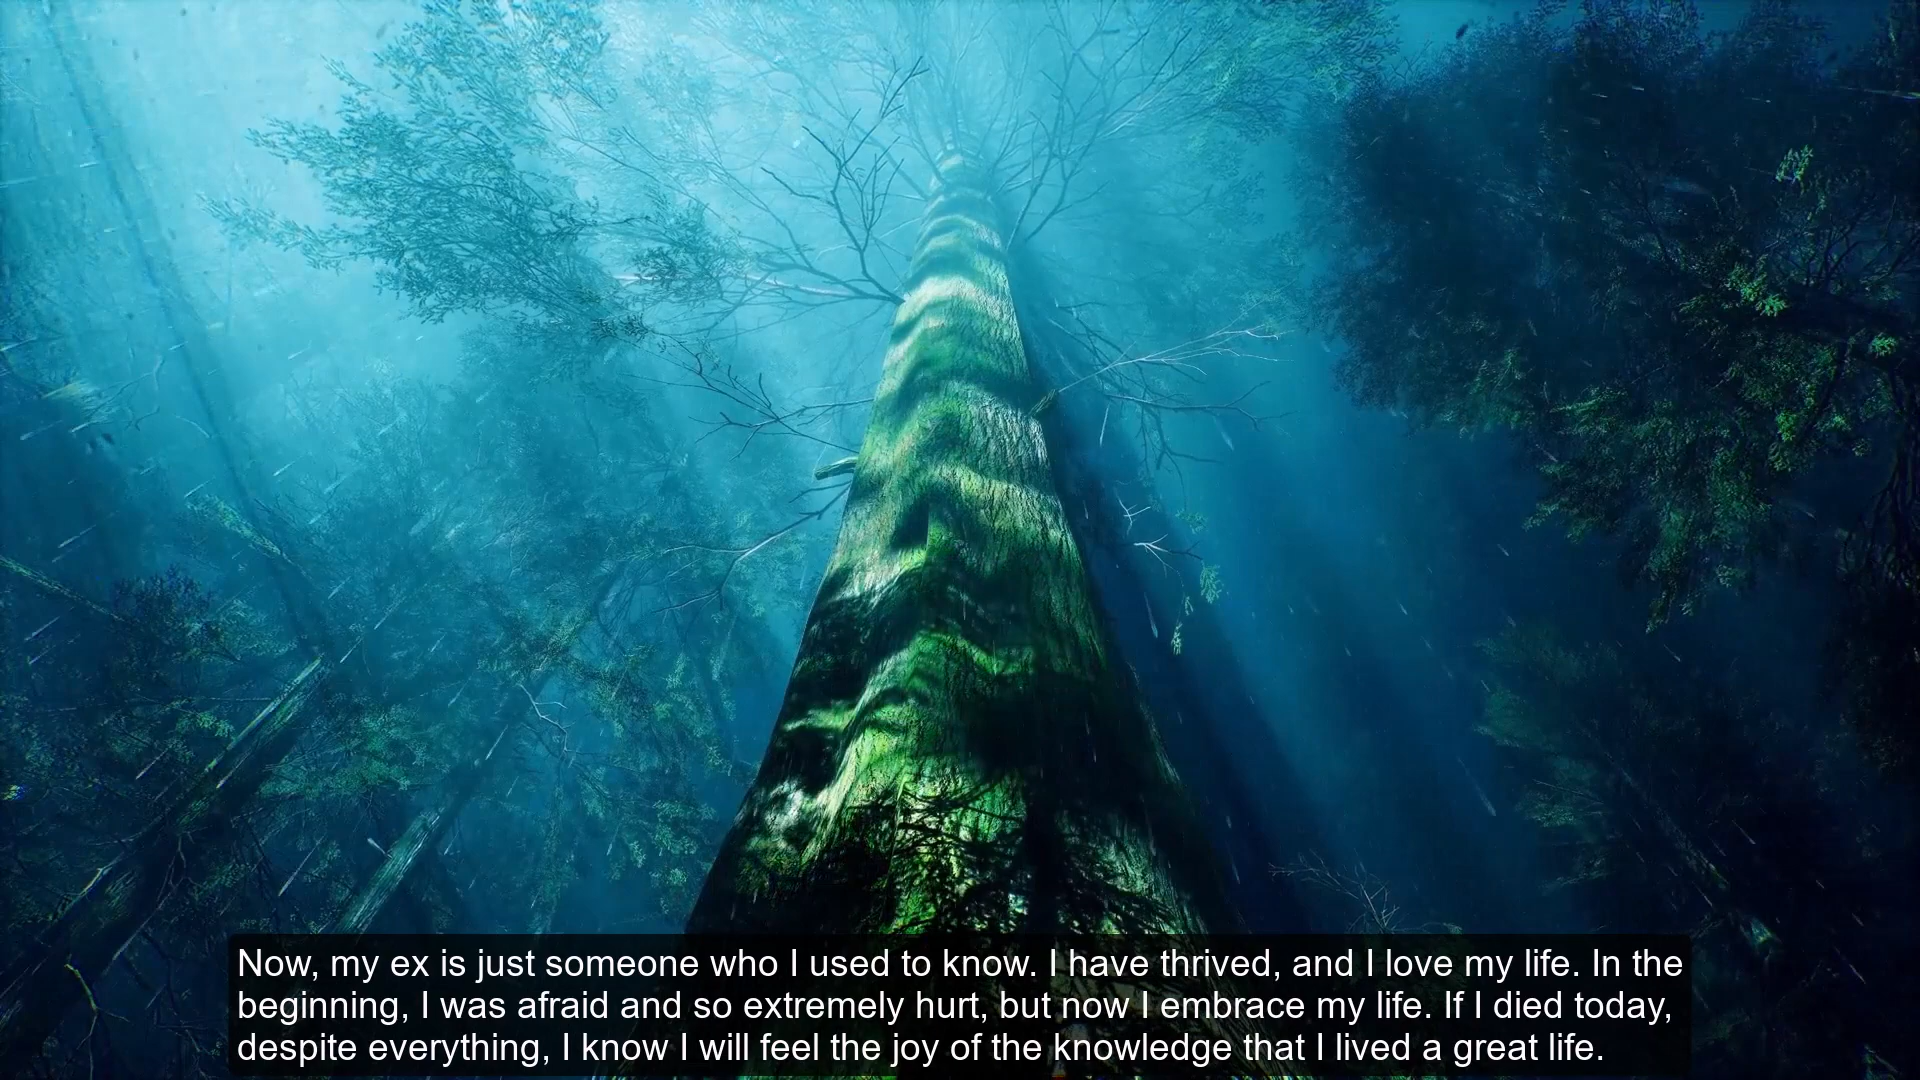 Now, my ex is just someone who I used to know. I have thrived, and I love my life. In the
beginning, I was afraid and so extremely hurt, but now I embrace my life. If I died today,
despite everything, I know I will feel the joy of the knowledge that I lived a great life.